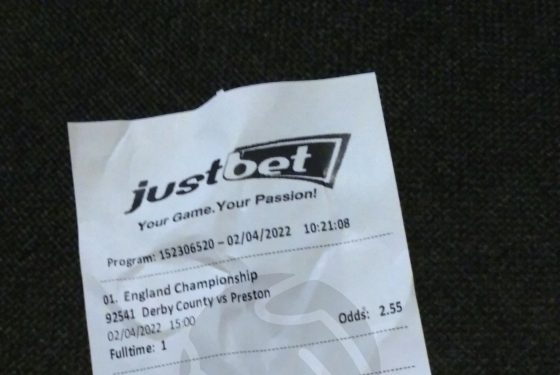 justbet
Your Game.Your Passion!
Program: 152306520 – 02/04/2022 10:21:08
01. England Championship
92541 Derby County vs Preston
02/04/2022 15:00
Fulltime: 1 Odds: 2.55